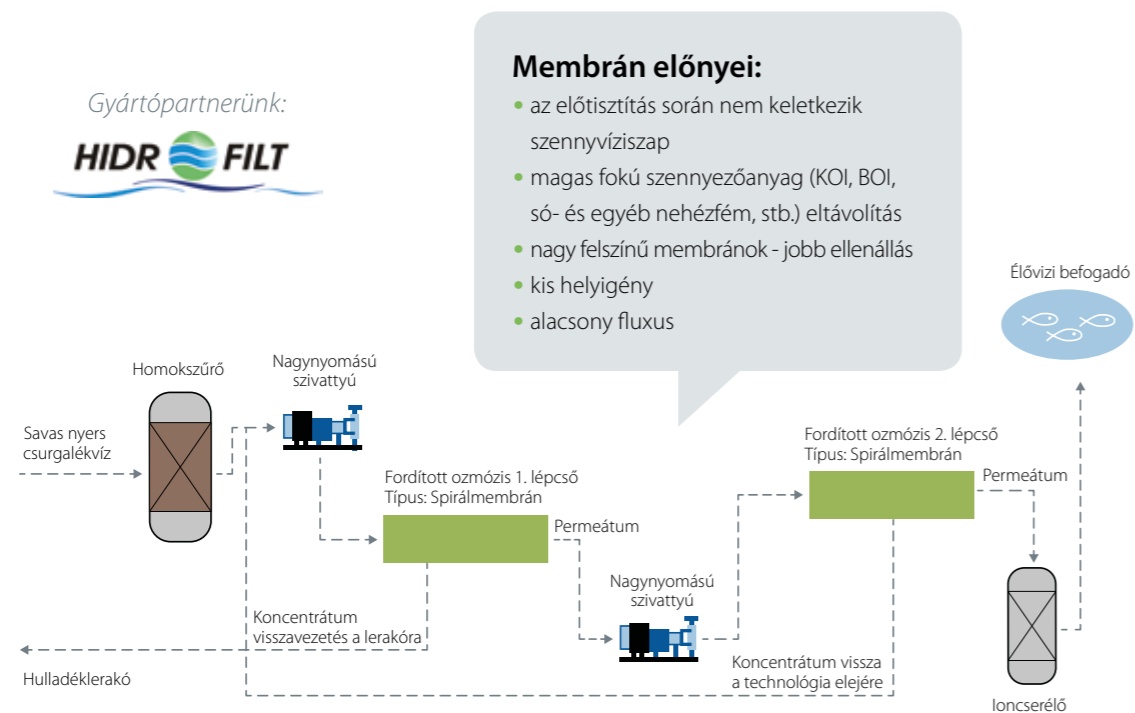 Gyártópartnerünk:
HIDROFILT
Membrán előnyei:
• az előtisztítás során nem keletkezik
szennyvíziszap
• magas fokú szennyezőanyag (KOI, BOI,
só- és egyéb nehézfém, stb.) eltávolítás
• nagy felszínű membránok - jobb ellenállás
• kis helyigény
• alacsony fluxus
Élővizi befogadó
Homokszűrő
Nagynyomású
szivattyú
Savas nyers
csurgalékvíz
Fordított ozmózis 1. lépcső
Típus: Spirálmembrán
Permeátum
Fordított ozmózis 2. lépcső
Típus: Spirálmembrán
Permeátum
Nagynyomású
szivattyú
Koncentrátum
visszavezetés a lerakóra
Hulladéklerakó
Koncentrátum vissza
a technológia elejére
Ioncserélő